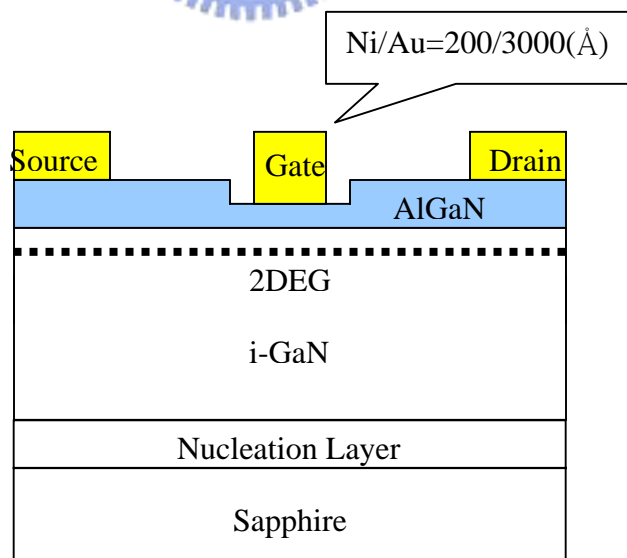 Ni/Au=200/3000(Å)
Source
Gate
Drain
AlGaN
2DEG
i-GaN
Nucleation Layer
Sapphire